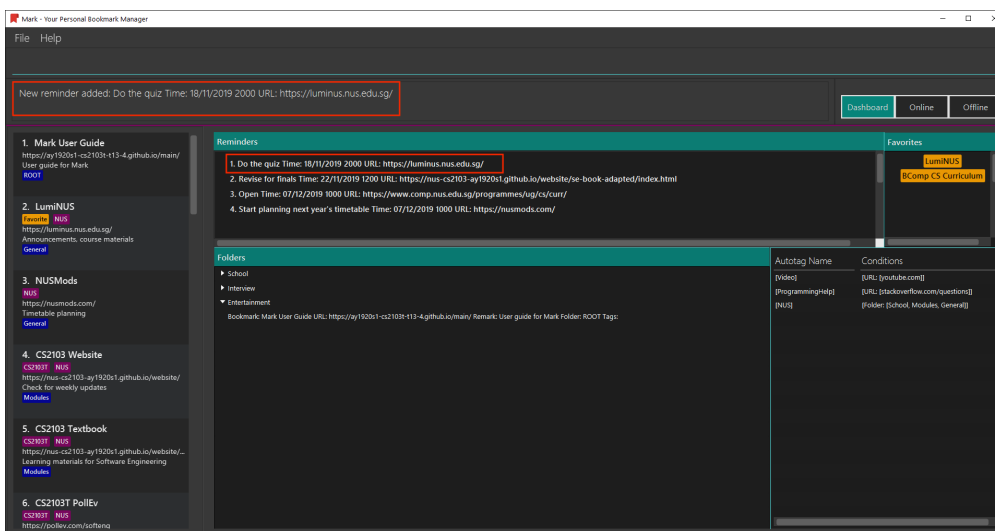 Mark - Your Personal Bookmark Manager
File Help
New reminder added: Do the quiz Time: 18/11/2019 2000 URL: https://luminus.nus.edu.sg/
Dashboard Online Offline
1. Mark User Guide
https://ay1920s1-cs2103t-t13-4.github.io/main/
User guide for Mark
ROOT
2. LumiNUS
Favorite NUS
https://luminus.nus.edu.sg/
Announcements, course materials
General
3. NUSMods
NUS
https://nusmods.com/
Timetable planning
General
4. CS2103 Website
CS2103T NUS
https://nus-cs2103-ay1920s1.github.io/website/
Check for weekly updates
Modules
5. CS2103 Textbook
CS2103T NUS
https://nus-cs2103-ay1920s1.github.io/website/...
Learning materials for Software Engineering
Modules
6. CS2103T PollEv
CS2103T NUS
https://pollev.com/softeng
Reminders
1. Do the quiz Time: 18/11/2019 2000 URL: https://luminus.nus.edu.sg/
2. Revise for finals Time: 22/11/2019 1200 URL: https://nus-cs2103-ay1920s1.github.io/website/se-book-adapted/index.html
3. Open Time: 07/12/2019 1000 URL: https://www.comp.nus.edu.sg/programmes/ug/cs/curr/
4. Start planning next year's timetable Time: 07/12/2019 1000 URL: https://nusmods.com/
Favorites
LumiNUS
BComp CS Curriculum
Folders
School
Interview
Entertainment
Bookmark: Mark User Guide URL: https://ay1920s1-cs2103t-t13-4.github.io/main/ Remark: User guide for Mark Folder: ROOT Tags:
Autotag Name Conditions
[Video] [URL: [youtube.com]]
[ProgrammingHelp] [URL: [stackoverflow.com/questions]]
[NUS] [Folder: [School, Modules, General]]